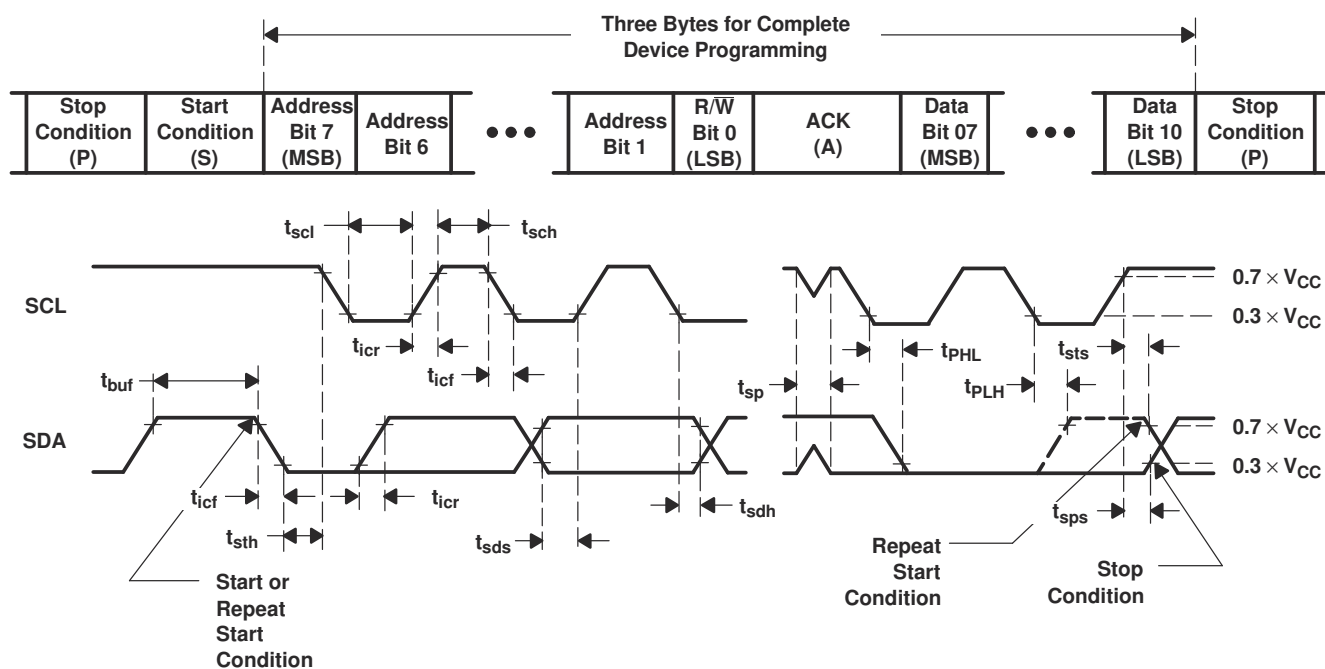 Three Bytes for Complete
Device Programming
Stop
Condition
(P)
Start
Condition
(S)
Address
Bit 7
(MSB)
Address
Bit 6
•••
Address
Bit 1
R/W̅
Bit 0
(LSB)
ACK
(A)
Data
Bit 07
(MSB)
•••
Data
Bit 10
(LSB)
Stop
Condition
(P)
tscl
tsch
SCL
0.7 × VCC
0.3 × VCC
ticr
ticf
tPHL
tsts
tbuf
tsp
tPLH
SDA
0.7 × VCC
0.3 × VCC
ticf
ticr
tsdh
tsps
tsth
tsds
Start or
Repeat
Start
Condition
Repeat
Start
Condition
Stop
Condition